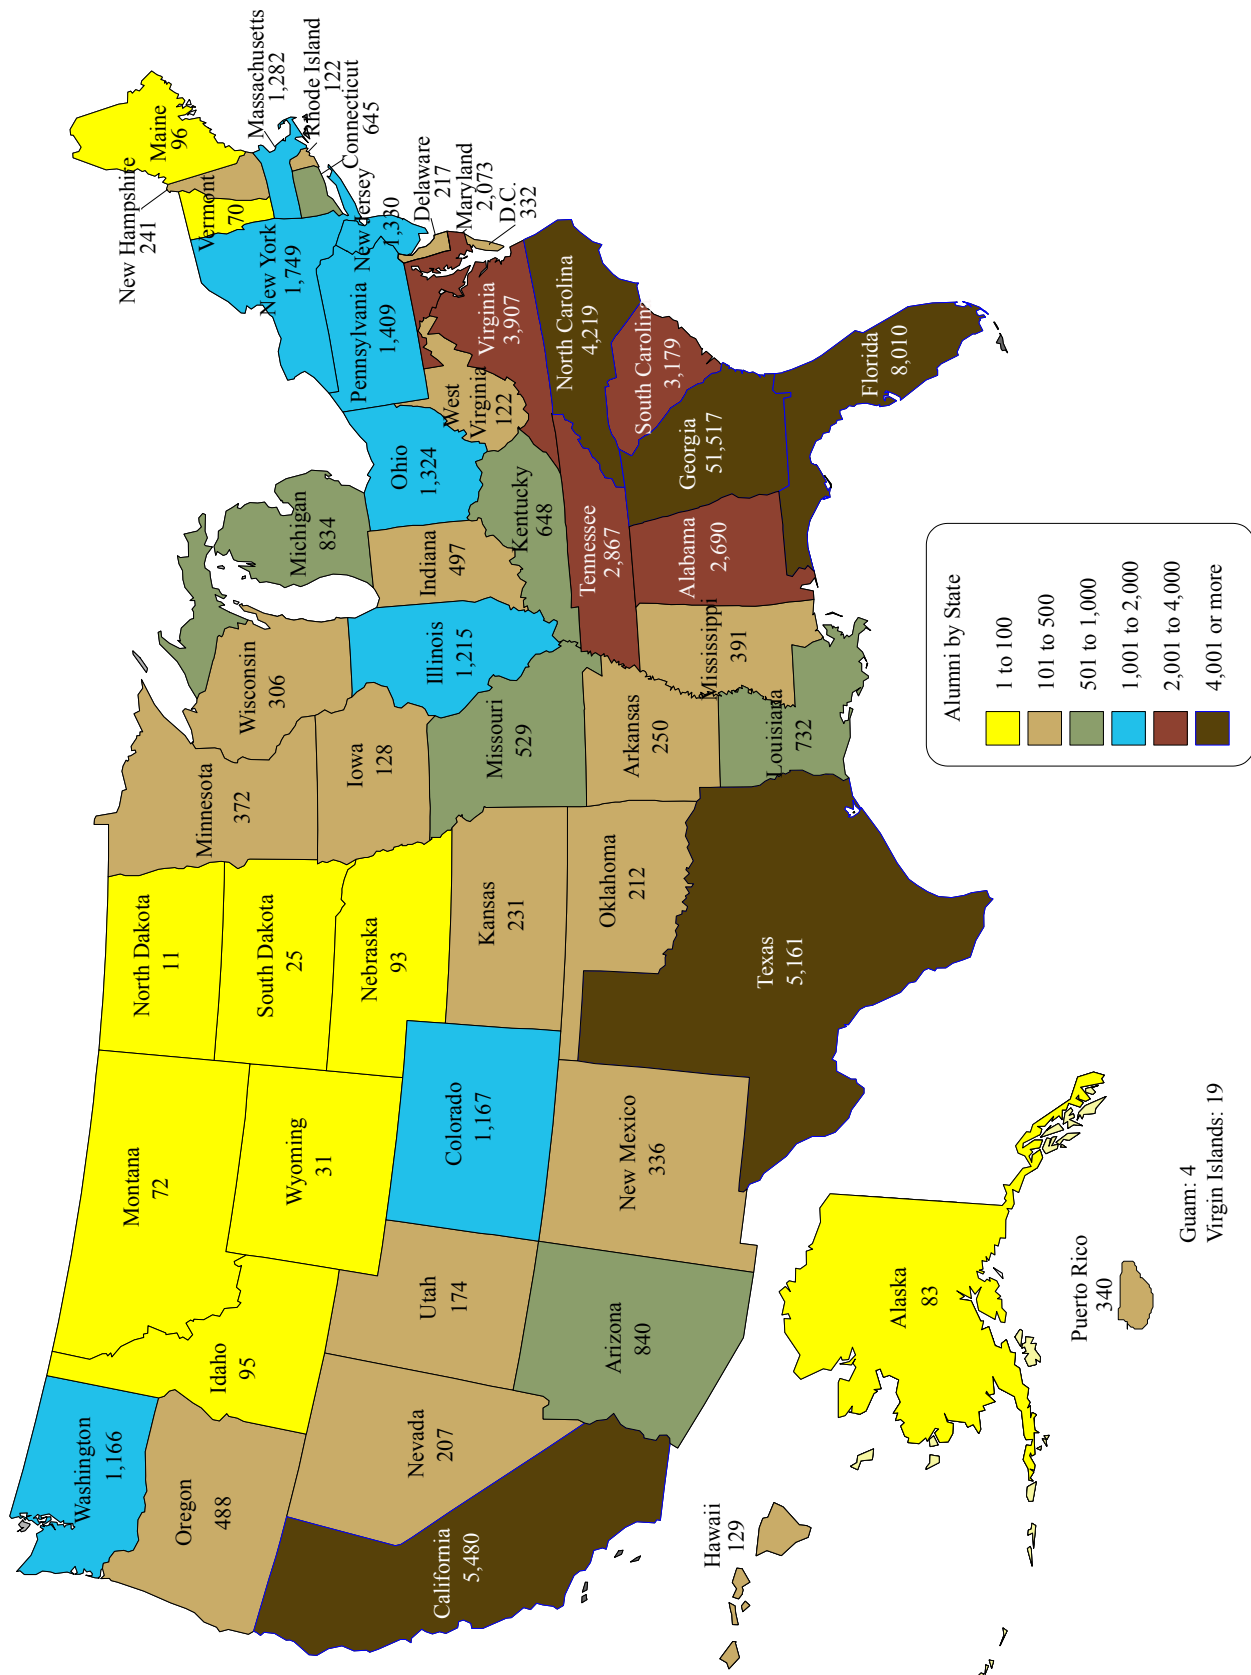 Washington
1,166
Oregon
488
California
5,480
Nevada
207
Idaho
95
Montana
72
Wyoming
31
Utah
174
Arizona
840
Colorado
1,167
New Mexico
336
North Dakota
11
South Dakota
25
Nebraska
93
Kansas
231
Oklahoma
212
Texas
5,161
Minnesota
372
Iowa
128
Missouri
529
Arkansas
250
Louisiana
732
Wisconsin
306
Illinois
1,215
Michigan
834
Indiana
497
Ohio
1,324
Kentucky
648
Tennessee
2,867
Mississippi
391
Alabama
2,690
Georgia
51,517
Florida
8,010
South Carolina
3,179
North Carolina
4,219
Virginia
3,907
West
Virginia
122
Pennsylvania
1,409
New York
1,749
Vermont
70
New Hampshire
241
Maine
96
Massachusetts
1,282
Rhode Island
122
Connecticut
645
New Jersey
1,330
Delaware
217
Maryland
2,073
D.C.
332
Hawaii
129
Alaska
83
Puerto Rico
340
Guam: 4
Virgin Islands: 19
Alumni by State
1 to 100
101 to 500
501 to 1,000
1,001 to 2,000
2,001 to 4,000
4,001 or more